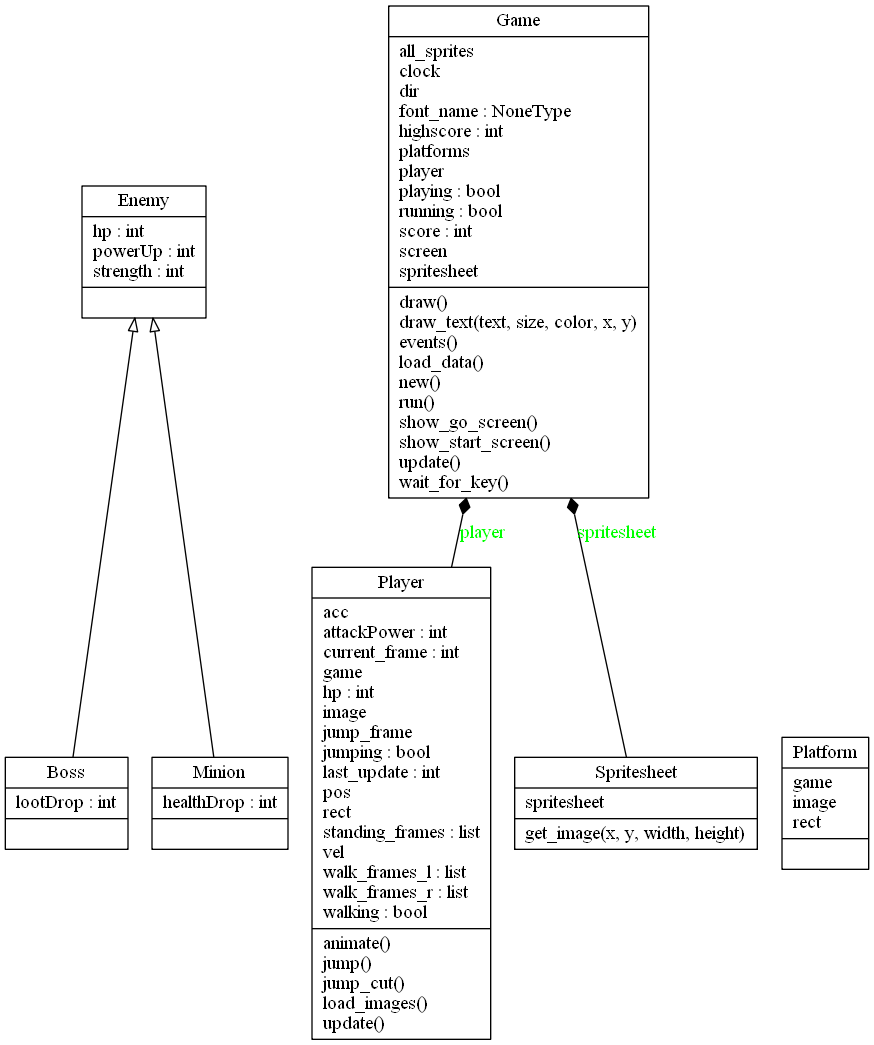 Game
all_sprites
clock
dir
font_name : NoneType
highscore : int
platforms
player
playing : bool
running : bool
score : int
screen
spritesheet
draw()
draw_text(text, size, color, x, y)
events()
load_data()
new()
run()
show_go_screen()
show_start_screen()
update()
wait_for_key()
Enemy
hp : int
powerUp : int
strength : int
player
spritesheet
Boss
lootDrop : int
Minion
healthDrop : int
Player
acc
attackPower : int
current_frame : int
game
hp : int
image
jump_frame
jumping : bool
last_update : int
pos
rect
standing_frames : list
vel
walk_frames_l : list
walk_frames_r : list
walking : bool
animate()
jump()
jump_cut()
load_images()
update()
Spritesheet
spritesheet
get_image(x, y, width, height)
Platform
game
image
rect